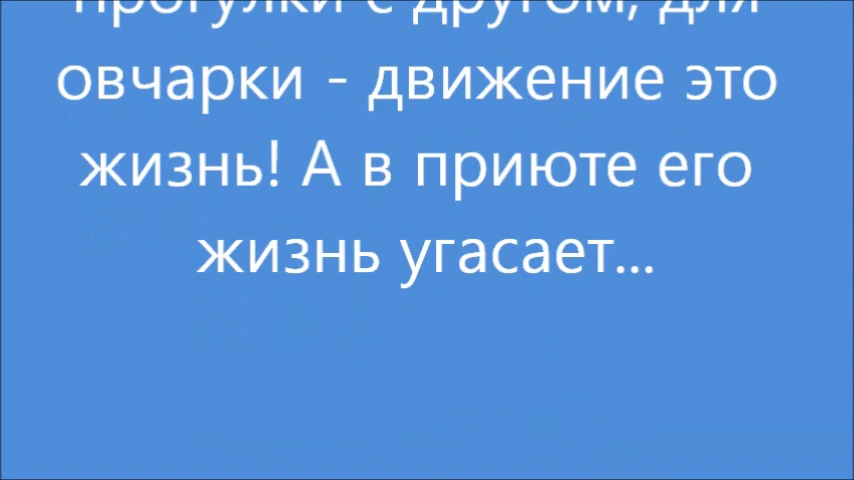 прогулки с другом, для
овчарки - движение это
жизнь! А в приюте его
жизнь угасает...